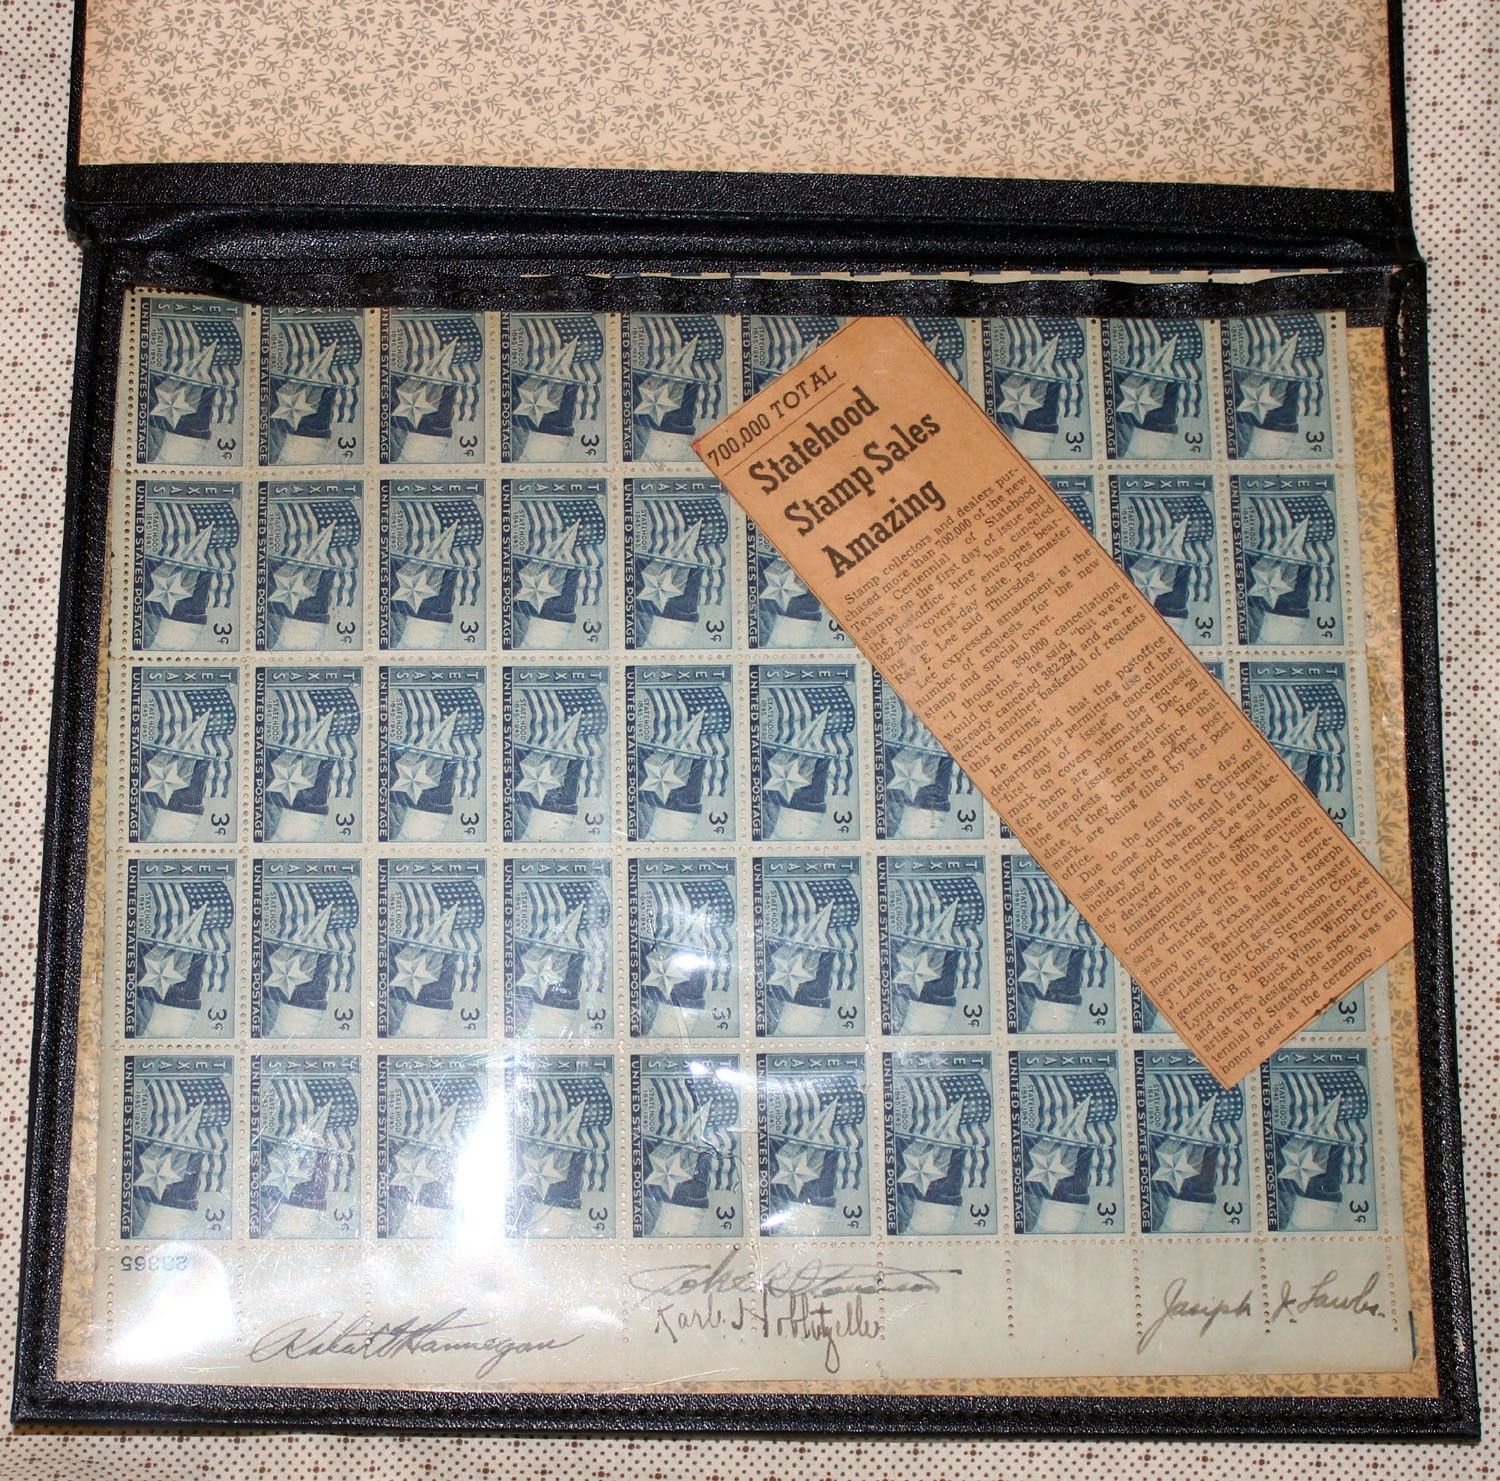 700,000 TOTAL
Statehood
Stamp Sales
Amazing
Stamp collectors and dealers pur-
chased more than 700,000 of the new
Texas Centennial of Statehood
stamps on the first day of issue and
the postoffice here has canceled
382,294 "covers" or envelopes bear-
ing the first-day date, Postmaster
Ray E. Lee said Thursday.
Lee expressed amazement at the
number of requests for the new
stamp and special cover.
"I thought 350,000 cancellations
would be tops," he said, "but we've
already canceled 382,294 and we re-
ceived another basketful of requests
this morning."
He explained that the postoffice
department is permitting use of the
"first day of issue" cancellation
mark on covers where the requests
for them are postmarked Dec. 29,
the date of issue, or earlier. Hence
the requests received since that
date, if they bear the proper post-
mark, are being filled by the post-
office.
Due to the fact that the day of
issue came during the Christmas
holiday period when mail is heavi-
est, many of the requests were like-
ly delayed in transit, Lee said.
Inauguration of the special stamp
commemorating the 100th anniver-
sary of Texas' entry into the Union,
was marked with a special cere-
mony in the Texas house of repre-
sentatives. Participating were Joseph
J. Lawler, third assistant postmaster
general, Gov. Coke Stevenson, Cong.
Lyndon B. Johnson, Postmaster Lee
and others. Buck Winn, Wimberley
artist who designed the special Cen-
tennial of Statehood stamp, was an
honor guest at the ceremony.
TEXAS
STATEHOOD
1845·1945
UNITED STATES POSTAGE
3¢
23365
Coke R Stevenson
Karl Hoblitzelle
Robert E Hannegan
Joseph J. Lawler